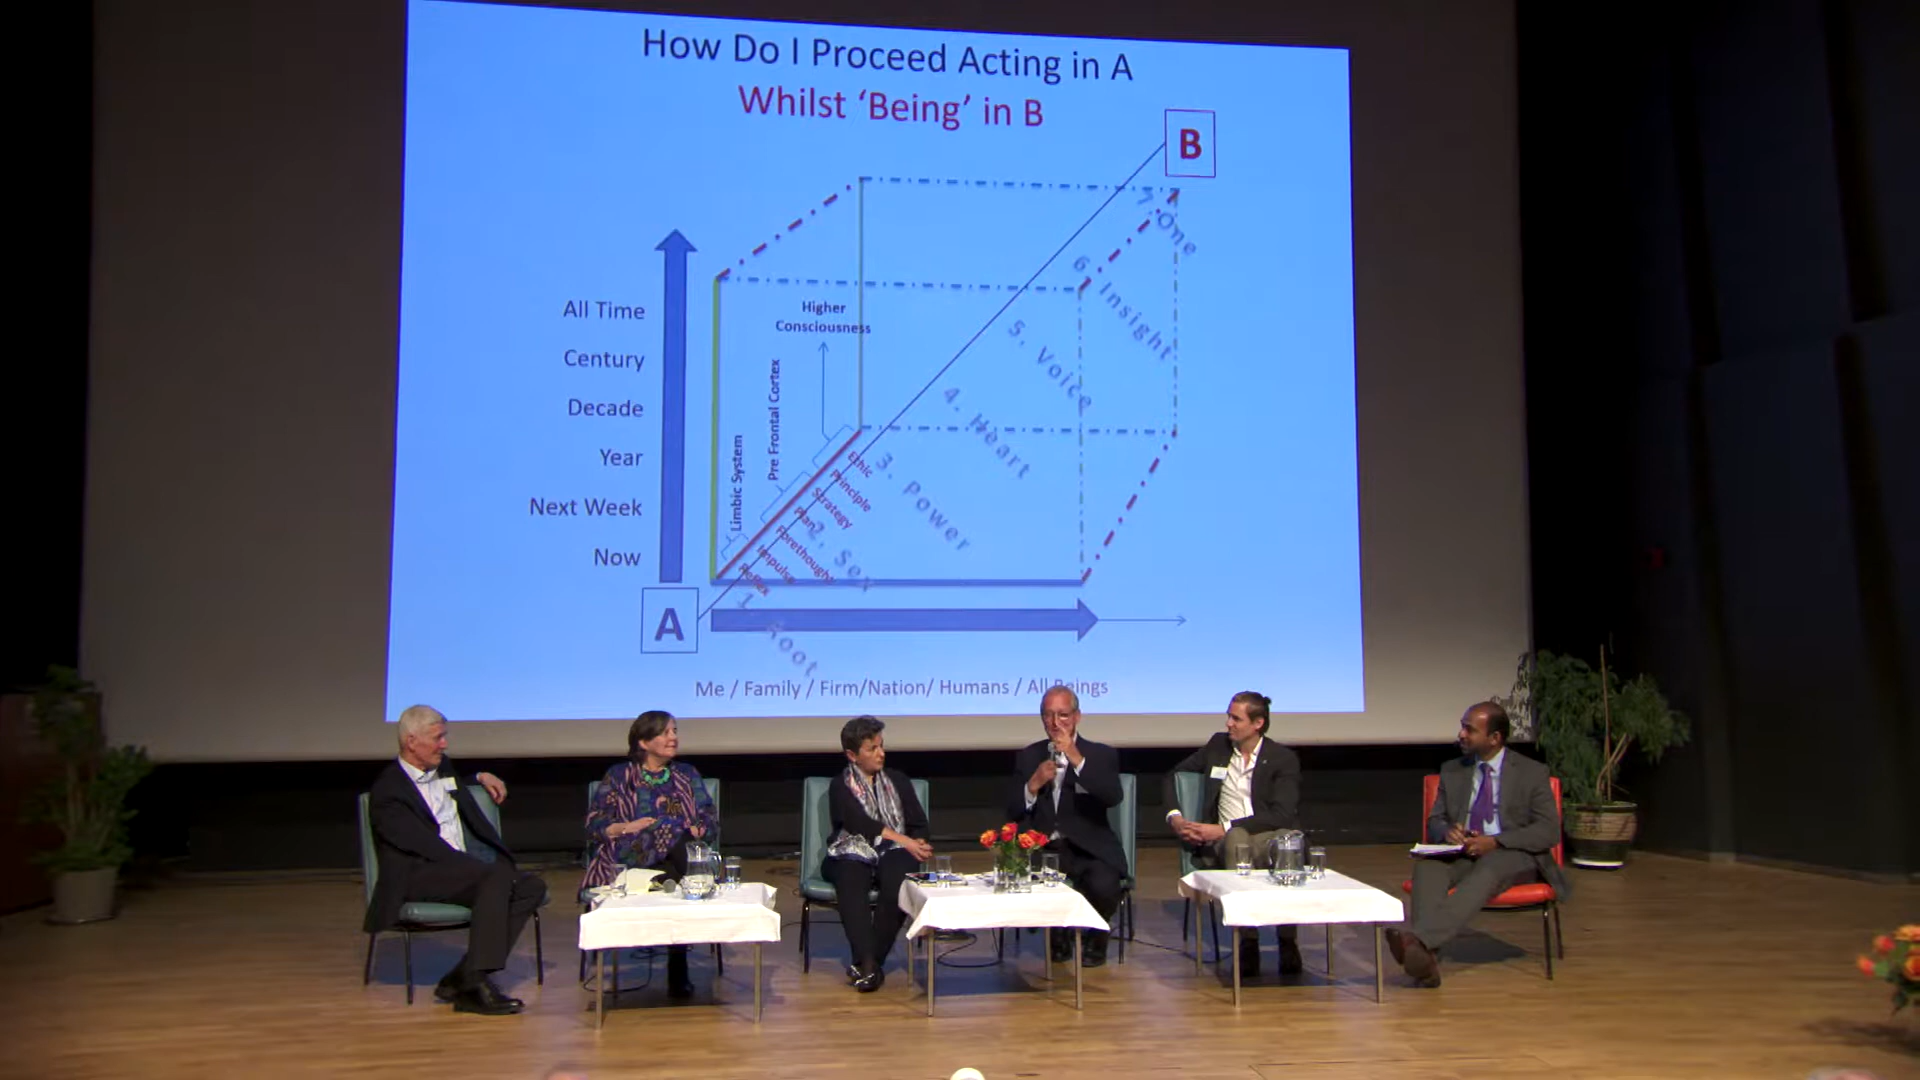 How Do I Proceed Acting in A
Whilst ‘Being’ in B
B
7. One
6. Insight
5. Voice
4. Heart
3. Power
2. Sex
1. Root
All Time
Century
Decade
Year
Next Week
Now
Higher
Consciousness
Pre Frontal Cortex
Limbic System
Ethic
Principle
Strategy
Plan
Forethought
Impulse
Reflex
A
Me / Family / Firm/Nation/ Humans / All Beings